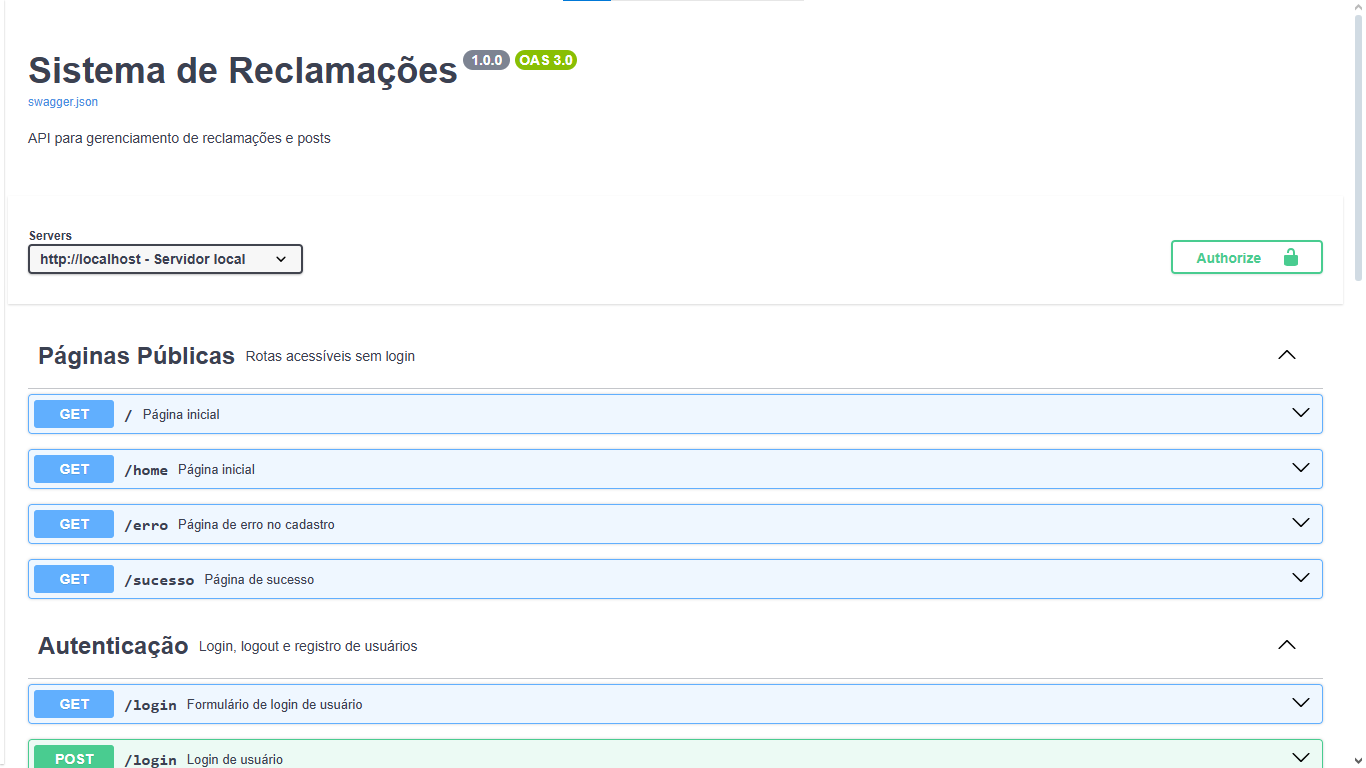 Sistema de Reclamações 1.0.0 OAS 3.0
swagger.json
API para gerenciamento de reclamações e posts
Servers
http://localhost - Servidor local
Authorize
Páginas Públicas Rotas acessíveis sem login
GET / Página inicial
GET /home Página inicial
GET /erro Página de erro no cadastro
GET /sucesso Página de sucesso
Autenticação Login, logout e registro de usuários
GET /login Formulário de login de usuário
POST /login Login de usuário